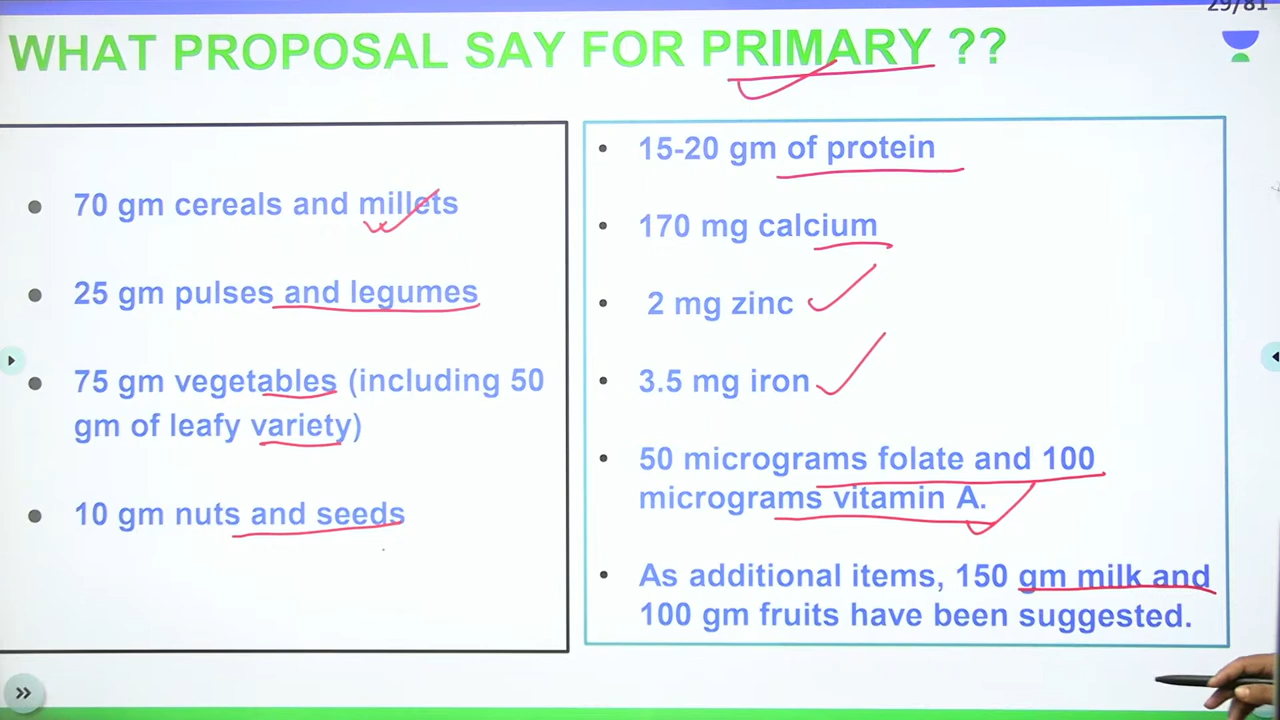 29/81
WHAT PROPOSAL SAY FOR PRIMARY ??
70 gm cereals and millets
25 gm pulses and legumes
75 gm vegetables (including 50
gm of leafy variety)
10 gm nuts and seeds
15-20 gm of protein
170 mg calcium
2 mg zinc
3.5 mg iron
50 micrograms folate and 100
micrograms vitamin A.
As additional items, 150 gm milk and
100 gm fruits have been suggested.